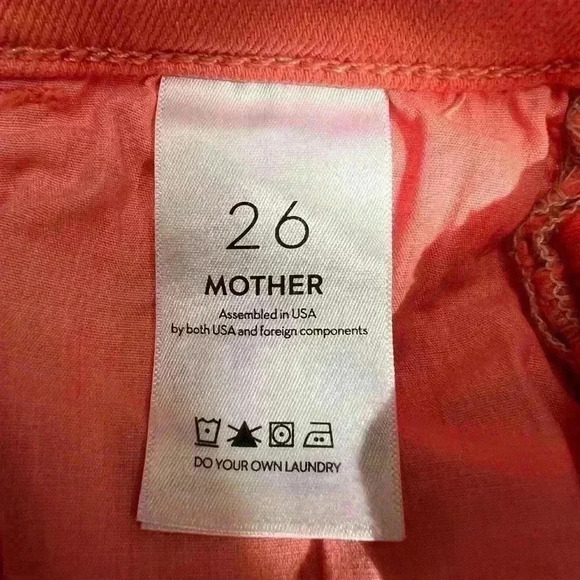 26
MOTHER
Assembled in USA
by both USA and foreign components
DO YOUR OWN LAUNDRY